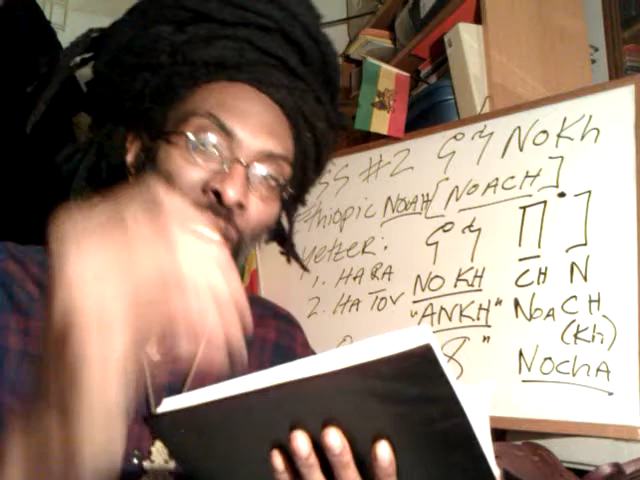 SS #2 ኖኅ NOKh
Ethiopic NOAH [NOACH]
Yetzer: ኖኅ
1. HARA NOKH CH N
2. HATOV "ANKH" NOACH
(Kh)
8" NOCHA